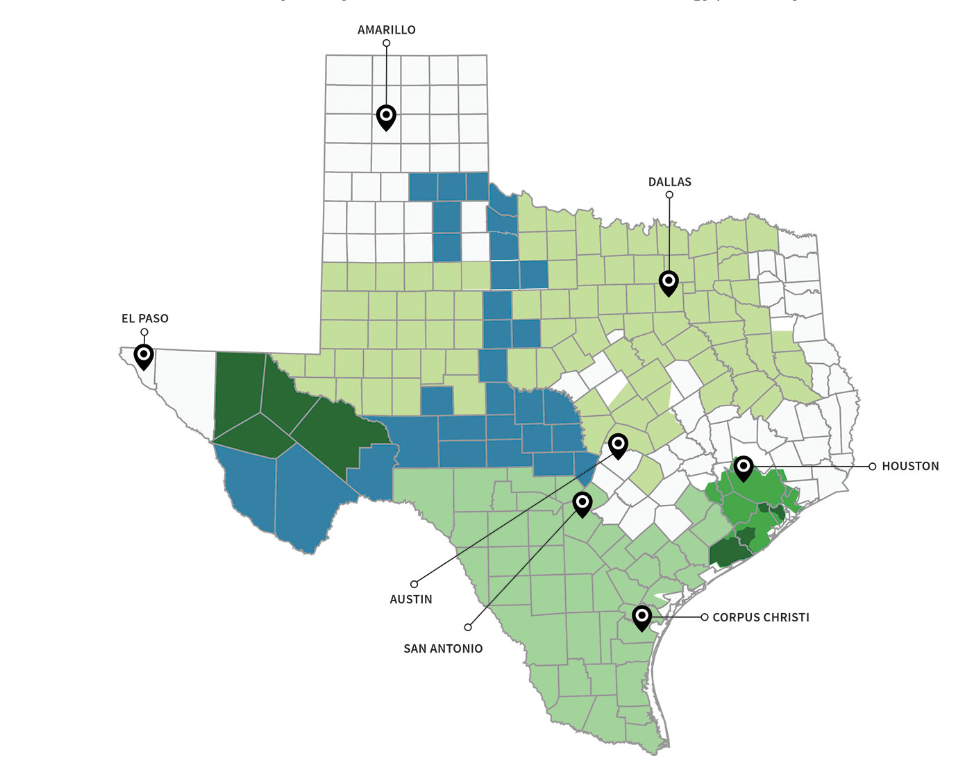 AMARILLO
DALLAS
EL PASO
HOUSTON
AUSTIN
CORPUS CHRISTI
SAN ANTONIO